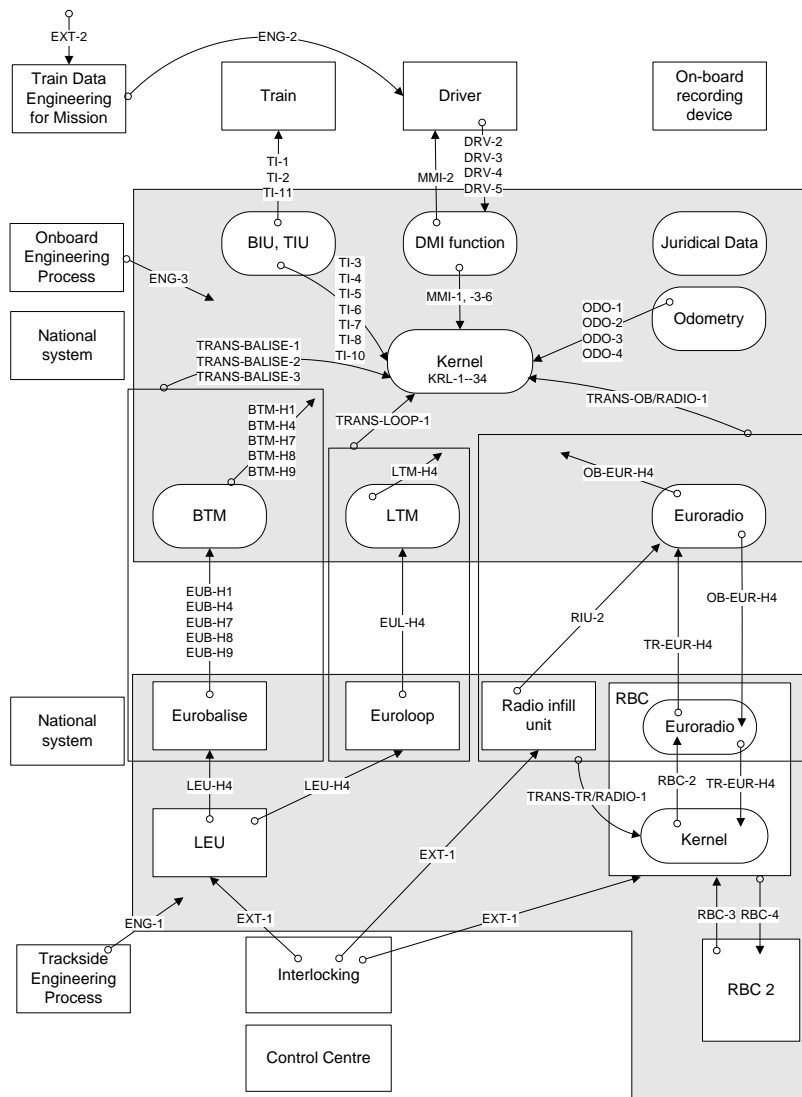 EXT-2
ENG-2
Train Data
Engineering
for Mission
Train
Driver
On-board
recording
device
TI-1
TI-2
TI-11
MMI-2
DRV-2
DRV-3
DRV-4
DRV-5
Onboard
Engineering
Process
ENG-3
BIU, TIU
DMI function
Juridical Data
TI-3
TI-4
TI-5
TI-6
TI-7
TI-8
TI-10
MMI-1, -3-6
ODO-1
ODO-2
ODO-3
ODO-4
Odometry
National
system
TRANS-BALISE-1
TRANS-BALISE-2
TRANS-BALISE-3
Kernel
KRL-1--34
TRANS-OB/RADIO-1
BTM-H1
BTM-H4
BTM-H7
BTM-H8
BTM-H9
TRANS-LOOP-1
LTM-H4
OB-EUR-H4
BTM
LTM
Euroradio
EUB-H1
EUB-H4
EUB-H7
EUB-H8
EUB-H9
EUL-H4
RIU-2
OB-EUR-H4
TR-EUR-H4
National
system
Eurobalise
Euroloop
Radio infill
unit
RBC
Euroradio
LEU-H4
LEU-H4
TRANS-TR/RADIO-1
RBC-2
TR-EUR-H4
LEU
Kernel
EXT-1
ENG-1
EXT-1
EXT-1
RBC-3
RBC-4
Trackside
Engineering
Process
Interlocking
RBC 2
Control Centre